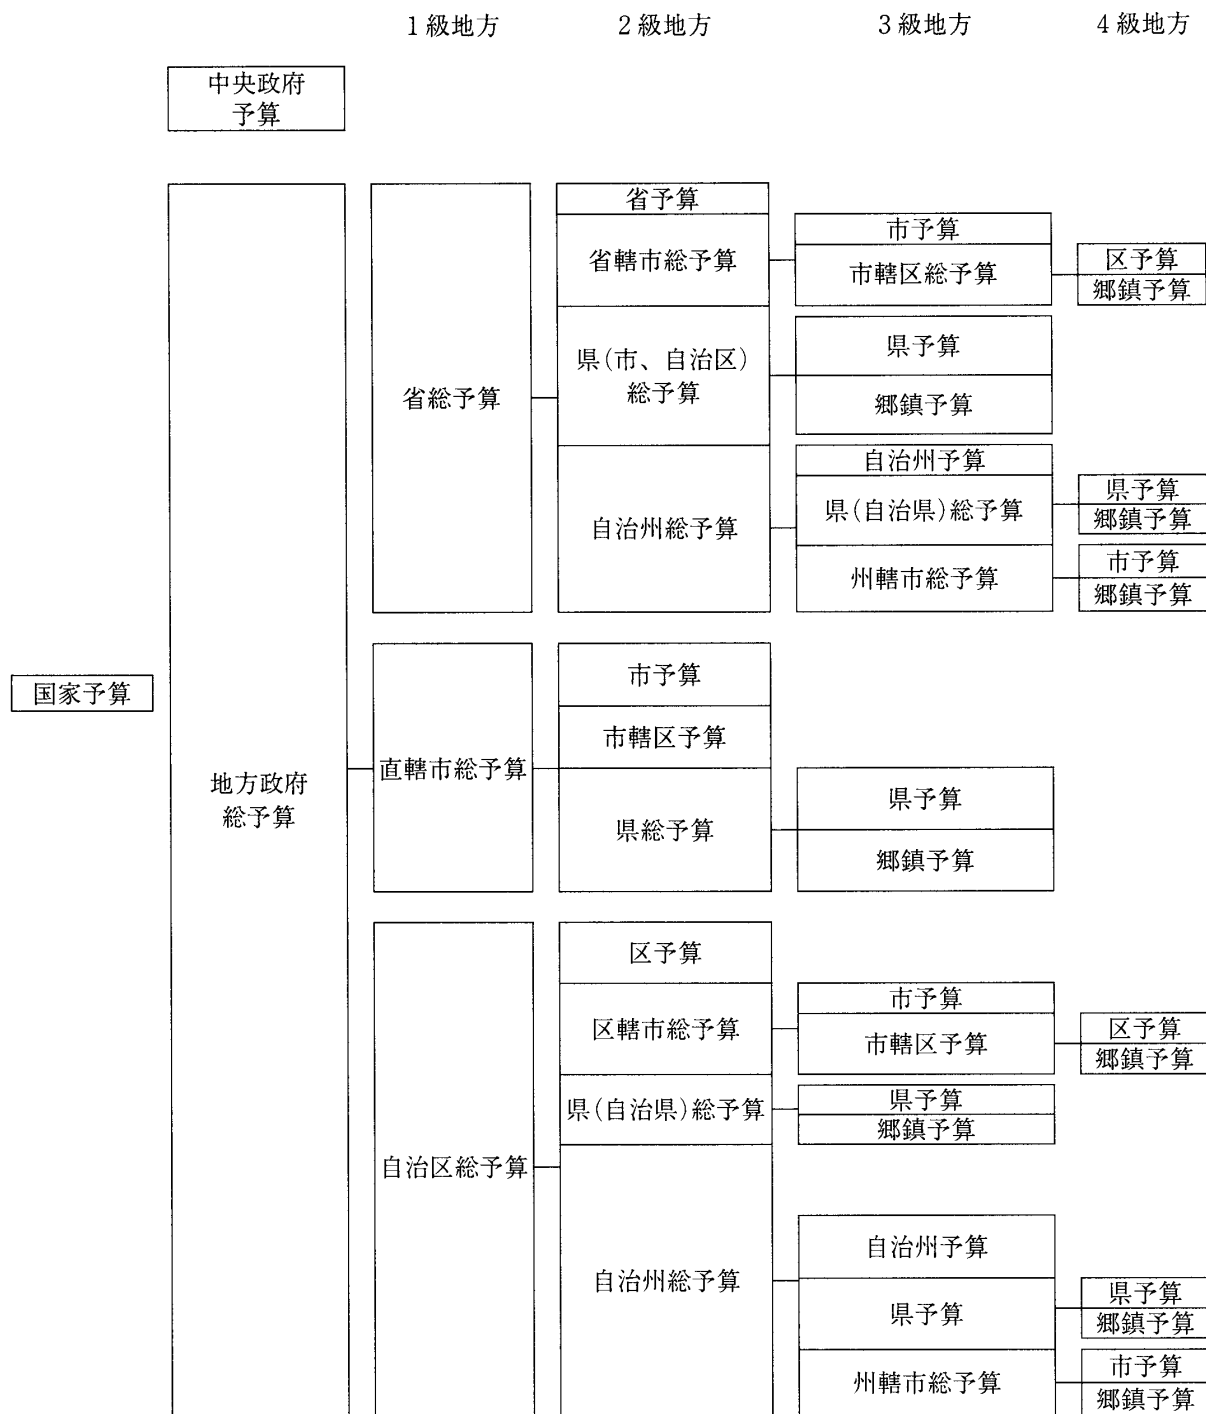 1級地方 2級地方 3級地方 4級地方
中央政府
予算
国家予算
地方政府
総予算
省総予算
省予算
省轄市総予算
市予算
市轄区総予算
区予算
郷鎮予算
県(市、自治区)
総予算
県予算
郷鎮予算
自治州総予算
自治州予算
県(自治県)総予算
県予算
郷鎮予算
州轄市総予算
市予算
郷鎮予算
直轄市総予算
市予算
市轄区予算
県総予算
県予算
郷鎮予算
自治区総予算
区予算
区轄市総予算
市予算
市轄区予算
区予算
郷鎮予算
県(自治県)総予算
県予算
郷鎮予算
自治州総予算
自治州予算
県予算
県予算
郷鎮予算
州轄市総予算
市予算
郷鎮予算